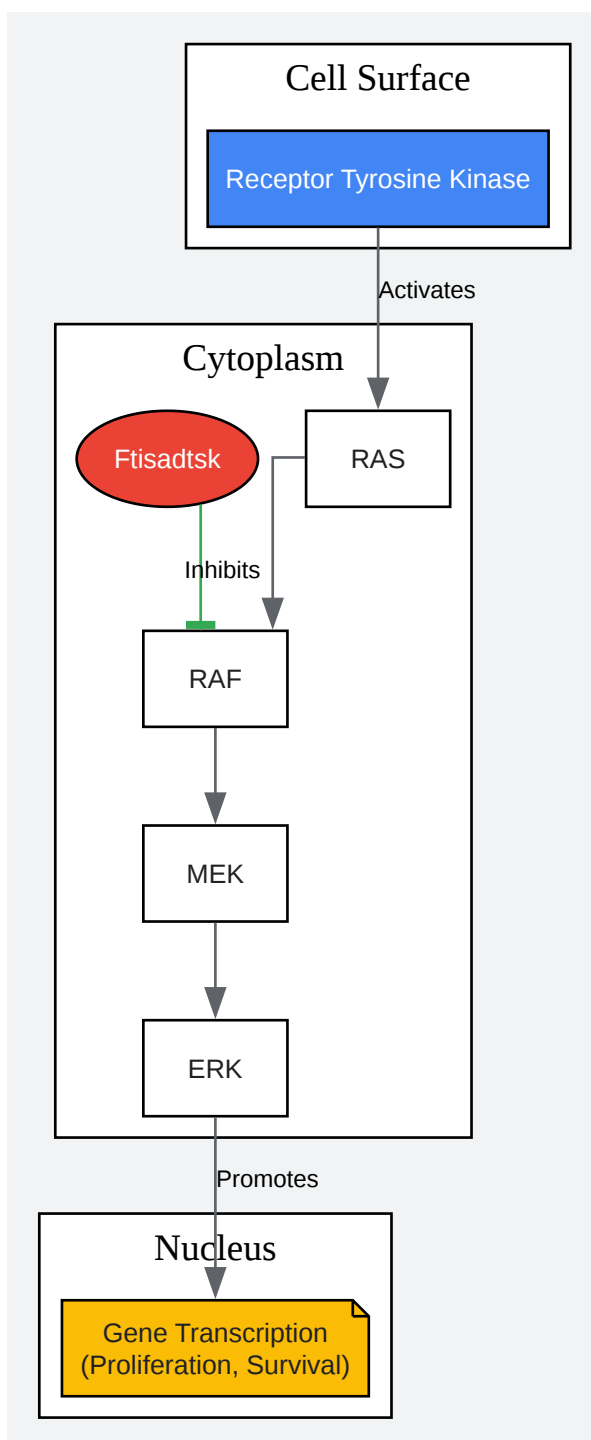 Cell Surface
Receptor Tyrosine Kinase
Activates
Cytoplasm
Ftisadtsk
RAS
Inhibits
RAF
MEK
ERK
Promotes
Nucleus
Gene Transcription
(Proliferation, Survival)